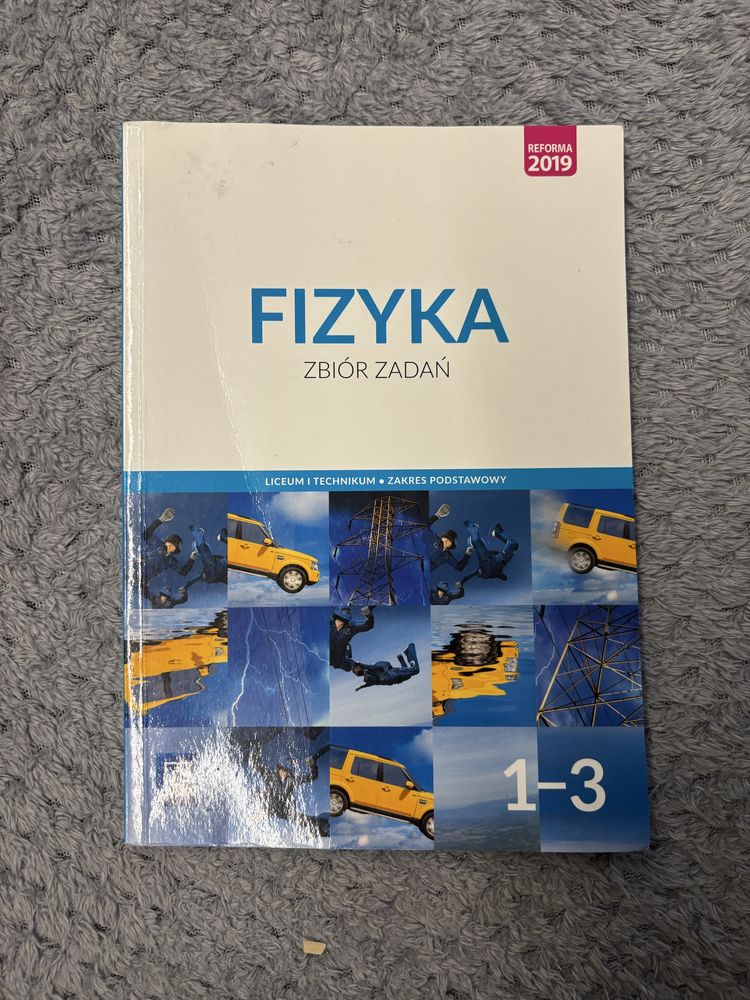 REFORMA
2019
FIZYKA
ZBIÓR ZADAŃ
LICEUM I TECHNIKUM • ZAKRES PODSTAWOWY
1–3